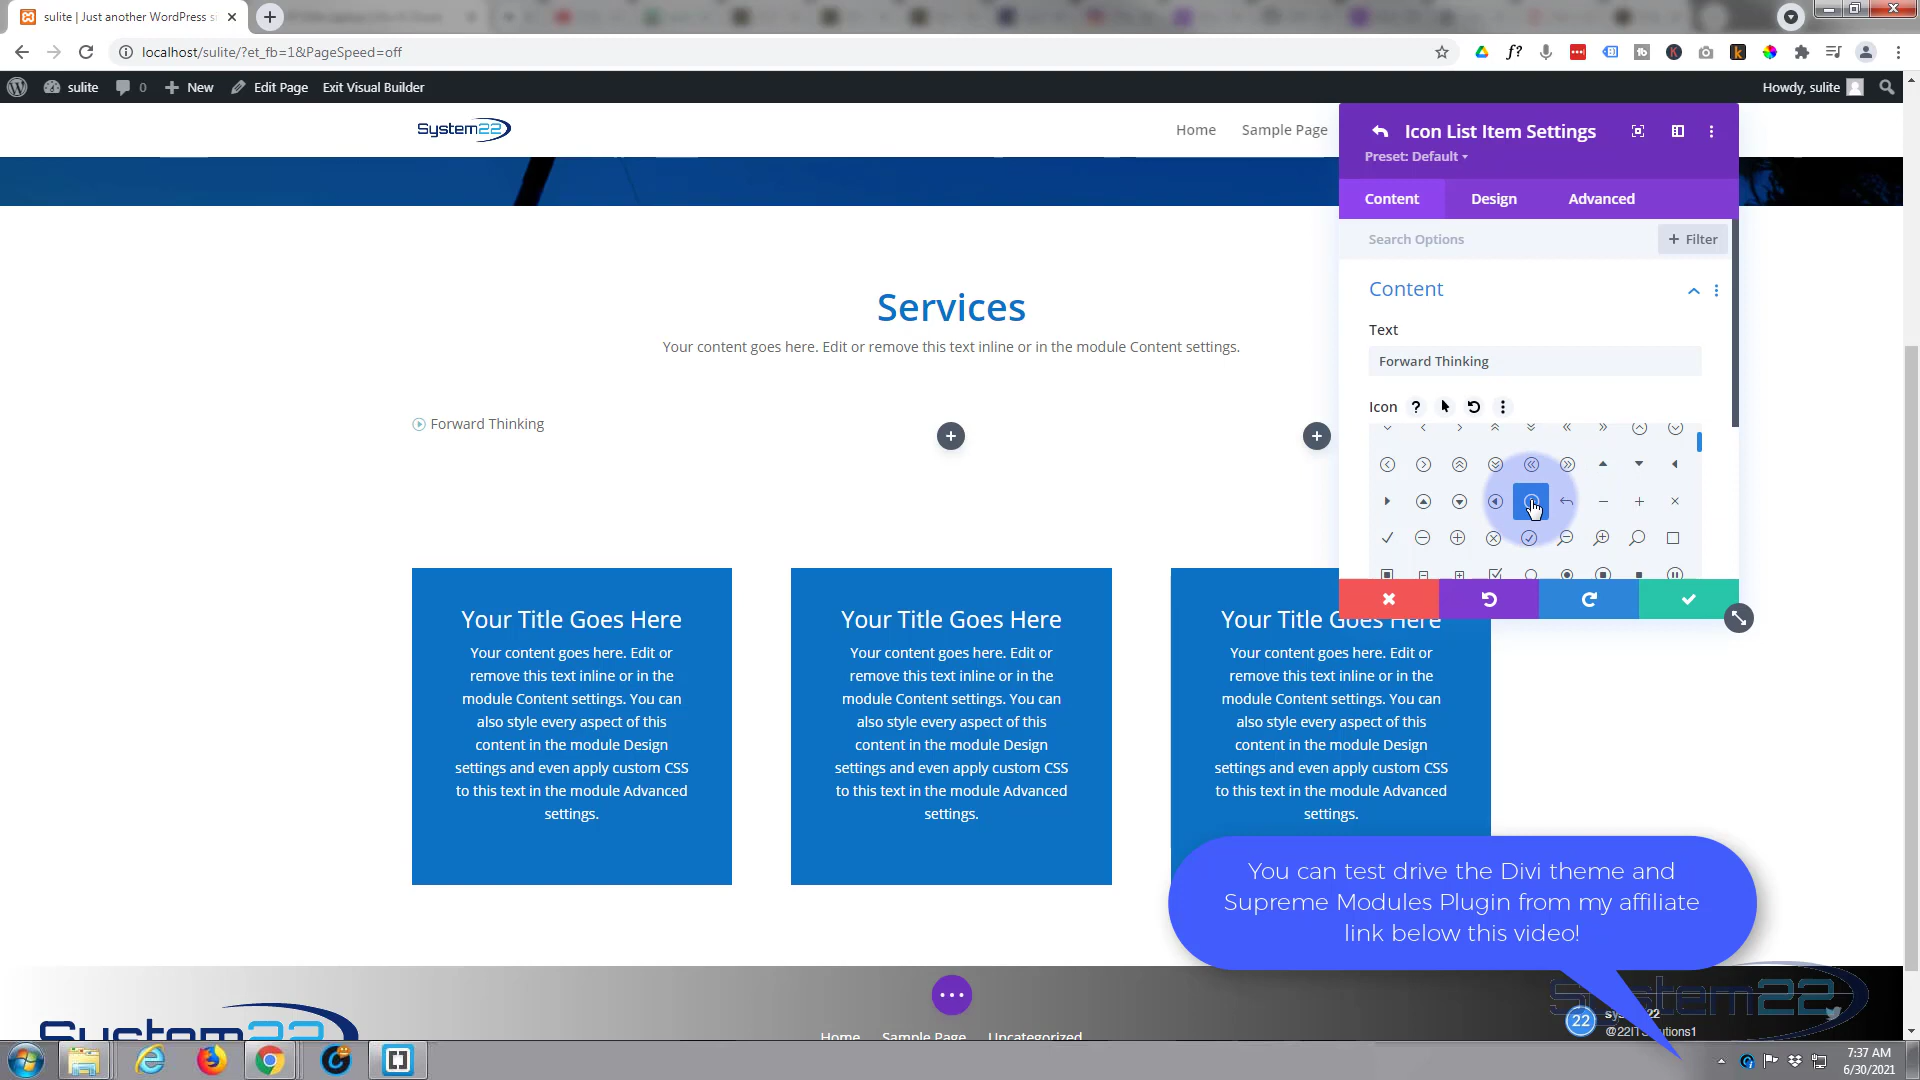 sulite | Just another WordPress si
localhost/sulite/?et_fb=1&PageSpeed=off
sulite
0
New
Edit Page
Exit Visual Builder
Howdy, sulite
System22
Home
Sample Page
Icon List Item Settings
Preset: Default
Content
Design
Advanced
Search Options
+ Filter
Content
Text
Forward Thinking
Icon
Services
Your content goes here. Edit or remove this text inline or in the module Content settings.
Forward Thinking
Your Title Goes Here
Your content goes here. Edit or
remove this text inline or in the
module Content settings. You can
also style every aspect of this
content in the module Design
settings and even apply custom CSS
to this text in the module Advanced
settings.
Your Title Goes Here
Your content goes here. Edit or
remove this text inline or in the
module Content settings. You can
also style every aspect of this
content in the module Design
settings and even apply custom CSS
to this text in the module Advanced
settings.
Your Title Goes Here
Your content goes here. Edit or
remove this text inline or in the
module Content settings. You can
also style every aspect of this
content in the module Design
settings and even apply custom CSS
to this text in the module Advanced
settings.
You can test drive the Divi theme and
Supreme Modules Plugin from my affiliate
link below this video!
System22
Home
Sample Page
Uncategorized
System22
22
7:37 AM
6/30/2021